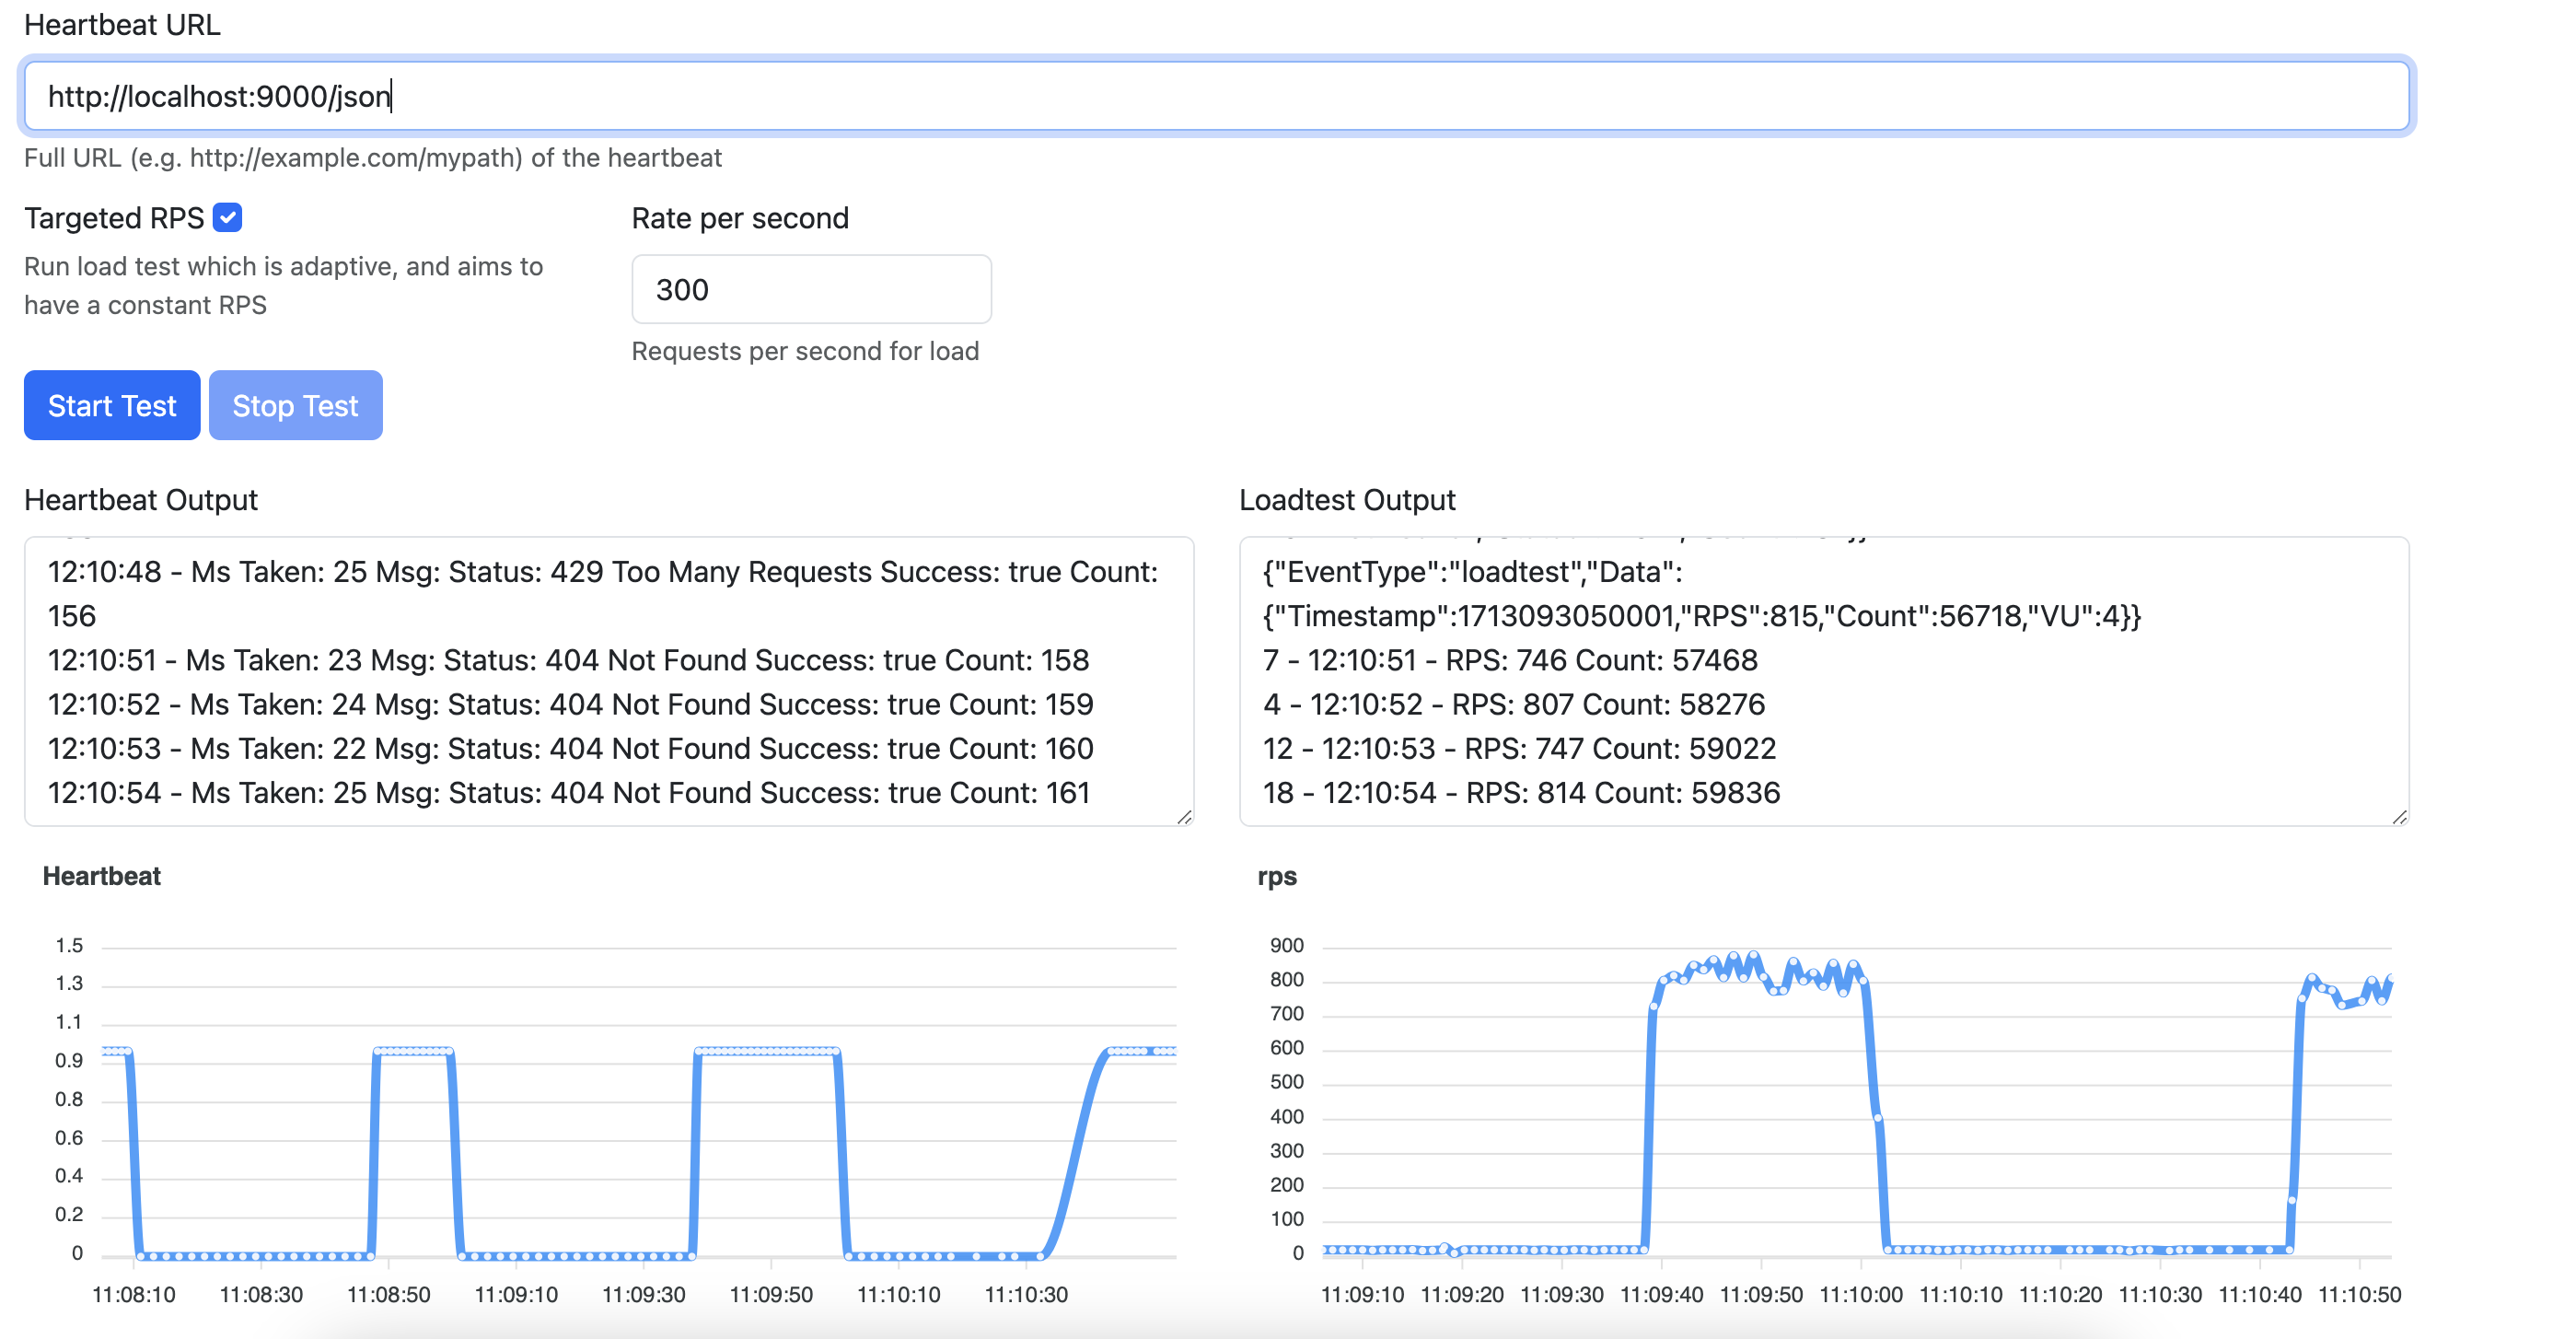 Heartbeat URL
http://localhost:9000/json
Full URL (e.g. http://example.com/mypath) of the heartbeat
Targeted RPS
Rate per second
Run load test which is adaptive, and aims to
have a constant RPS
300
Requests per second for load
Start Test
Stop Test
Heartbeat Output
12:10:48 - Ms Taken: 25 Msg: Status: 429 Too Many Requests Success: true Count:
156
12:10:51 - Ms Taken: 23 Msg: Status: 404 Not Found Success: true Count: 158
12:10:52 - Ms Taken: 24 Msg: Status: 404 Not Found Success: true Count: 159
12:10:53 - Ms Taken: 22 Msg: Status: 404 Not Found Success: true Count: 160
12:10:54 - Ms Taken: 25 Msg: Status: 404 Not Found Success: true Count: 161
Loadtest Output
{"EventType":"loadtest","Data":
{"Timestamp":1713093050001,"RPS":815,"Count":56718,"VU":4}}
7 - 12:10:51 - RPS: 746 Count: 57468
4 - 12:10:52 - RPS: 807 Count: 58276
12 - 12:10:53 - RPS: 747 Count: 59022
18 - 12:10:54 - RPS: 814 Count: 59836
Heartbeat
1.5
1.3
1.1
0.9
0.8
0.6
0.4
0.2
0
11:08:10 11:08:30 11:08:50 11:09:10 11:09:30 11:09:50 11:10:10 11:10:30
rps
900
800
700
600
500
400
300
200
100
0
11:09:10 11:09:20 11:09:30 11:09:40 11:09:50 11:10:00 11:10:10 11:10:20 11:10:30 11:10:40 11:10:50